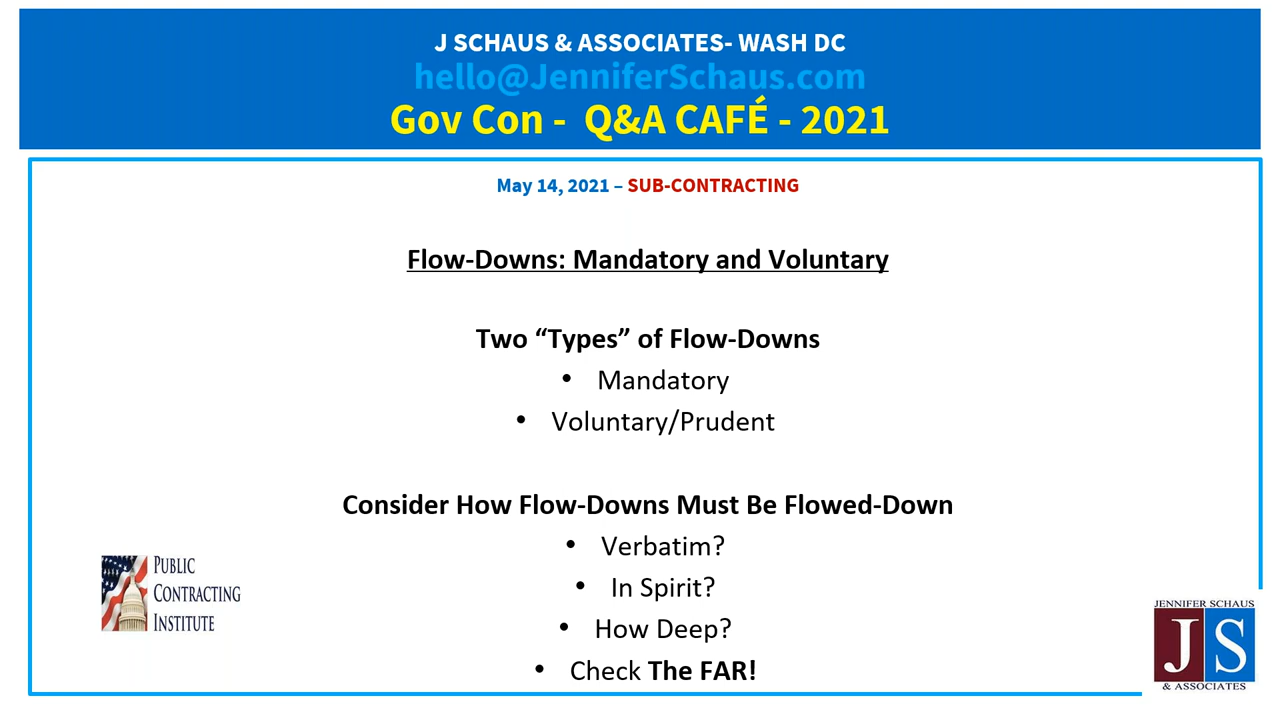 J SCHAUS & ASSOCIATES- WASH DC
hello@JenniferSchaus.com
Gov Con -  Q&A CAFÉ - 2021
May 14, 2021 – SUB-CONTRACTING
Flow-Downs: Mandatory and Voluntary
Two “Types” of Flow-Downs
• Mandatory
• Voluntary/Prudent
Consider How Flow-Downs Must Be Flowed-Down
• Verbatim?
• In Spirit?
• How Deep?
• Check The FAR!
PUBLIC
CONTRACTING
INSTITUTE
JENNIFER SCHAUS
JS
& ASSOCIATES